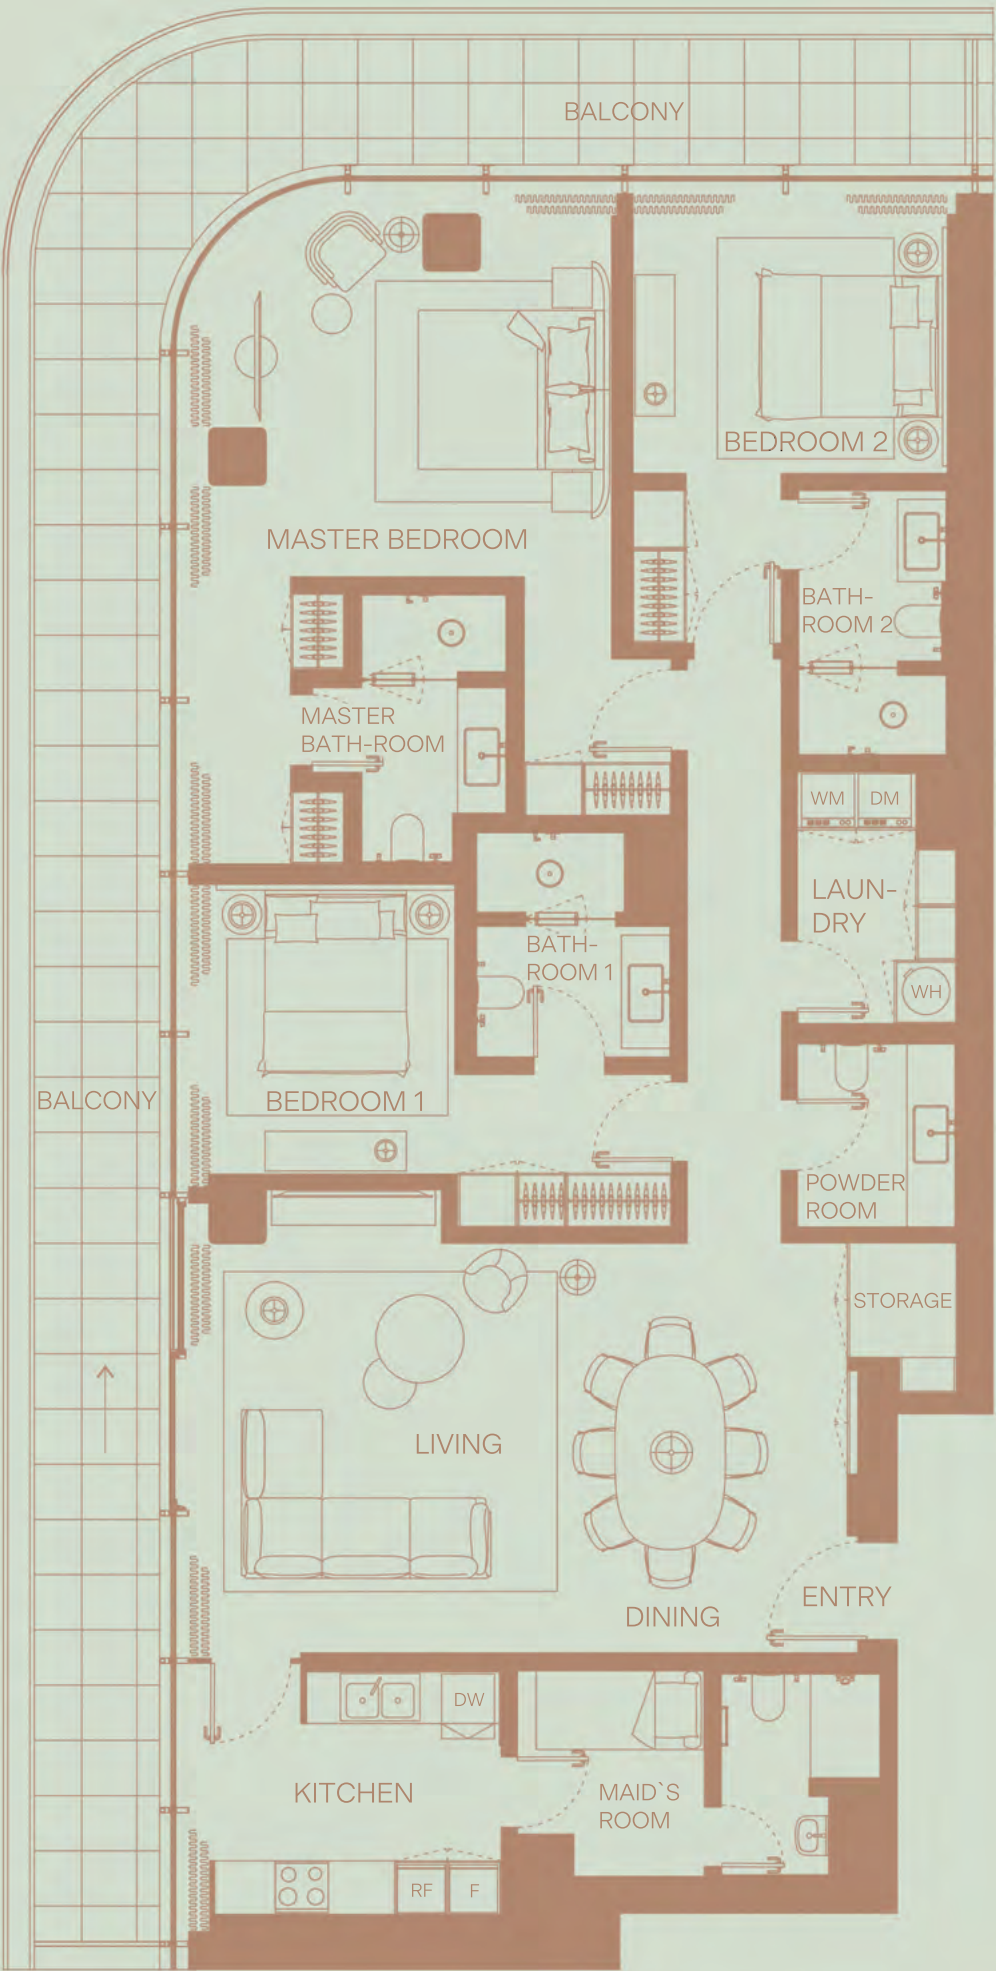 BALCONY
BEDROOM 2
MASTER BEDROOM
BATH-
ROOM 2
MASTER
BATH-ROOM
WM
DM
LAUN-
DRY
BATH-
ROOM 1
WH
BALCONY
BEDROOM 1
POWDER
ROOM
STORAGE
LIVING
ENTRY
DINING
DW
KITCHEN
MAID`S
ROOM
RF
F